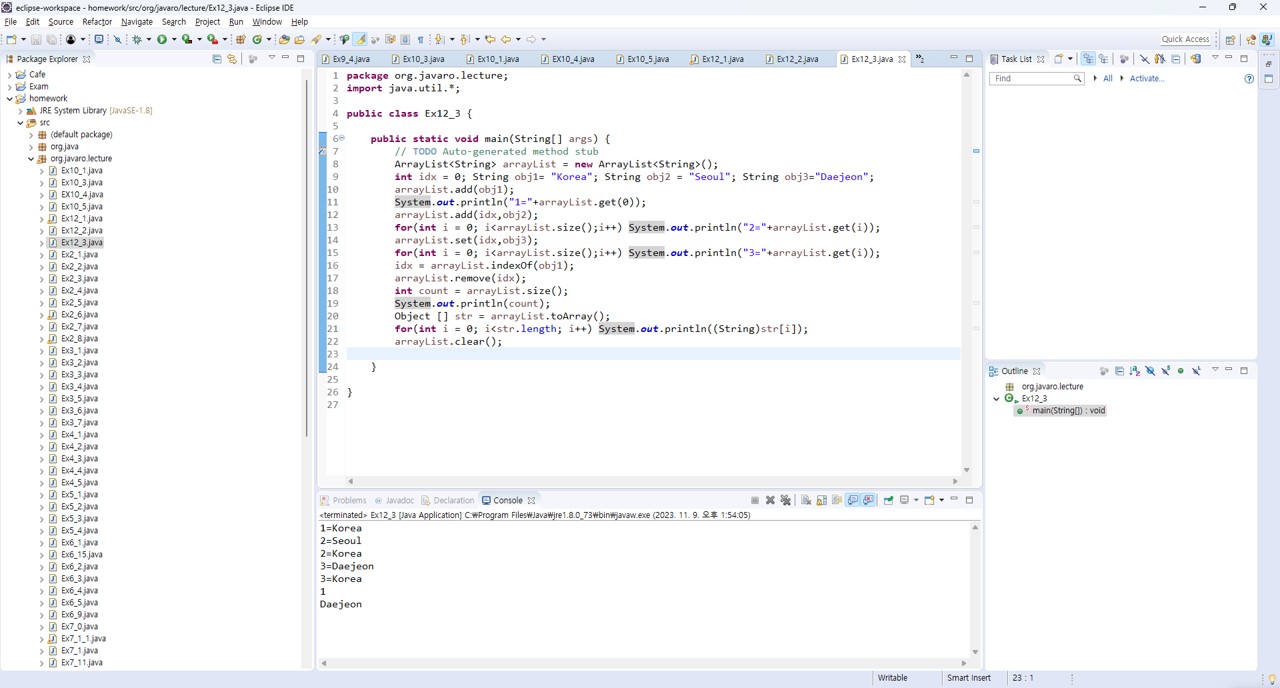 eclipse-workspace - homework/src/org/javaro/lecture/Ex12_3.java - Eclipse IDE
File Edit Source Refactor Navigate Search Project Run Window Help
Quick Access
Package Explorer
Cafe
Exam
homework
JRE System Library [JavaSE-1.8]
src
(default package)
org.java
org.javaro.lecture
Ex10_1.java
Ex10_3.java
EX10_4.java
Ex10_5.java
Ex12_1.java
Ex12_2.java
Ex12_3.java
Ex2_1.java
Ex2_2.java
Ex2_3.java
Ex2_4.java
Ex2_5.java
Ex2_6.java
Ex2_7.java
Ex2_8.java
Ex3_1.java
Ex3_2.java
Ex3_3.java
Ex3_4.java
Ex3_5.java
Ex3_6.java
Ex3_7.java
Ex4_1.java
Ex4_2.java
Ex4_3.java
Ex4_4.java
Ex4_5.java
Ex5_1.java
Ex5_2.java
Ex5_3.java
Ex5_4.java
Ex6_1.java
Ex6_15.java
Ex6_2.java
Ex6_3.java
Ex6_4.java
Ex6_5.java
Ex6_9.java
Ex7_0.java
Ex7_1_1.java
Ex7_1.java
Ex7_11.java
Ex9_4.java Ex10_3.java Ex10_1.java EX10_4.java Ex10_5.java Ex12_1.java Ex12_2.java Ex12_3.java
1 package org.javaro.lecture;
2 import java.util.*;
3
4 public class Ex12_3 {
5
6 public static void main(String[] args) {
7 // TODO Auto-generated method stub
8 ArrayList<String> arrayList = new ArrayList<String>();
9 int idx = 0; String obj1= "Korea"; String obj2 = "Seoul"; String obj3="Daejeon";
10 arrayList.add(obj1);
11 System.out.println("1="+arrayList.get(0));
12 arrayList.add(idx,obj2);
13 for(int i = 0; i<arrayList.size();i++) System.out.println("2="+arrayList.get(i));
14 arrayList.set(idx,obj3);
15 for(int i = 0; i<arrayList.size();i++) System.out.println("3="+arrayList.get(i));
16 idx = arrayList.indexOf(obj1);
17 arrayList.remove(idx);
18 int count = arrayList.size();
19 System.out.println(count);
20 Object [] str = arrayList.toArray();
21 for(int i = 0; i<str.length; i++) System.out.println((String)str[i]);
22 arrayList.clear();
23
24 }
25
26 }
27
Problems Javadoc Declaration Console
<terminated> Ex12_3 [Java Application] C:₩Program Files₩Java₩jre1.8.0_73₩bin₩javaw.exe (2023. 11. 9. 오후 1:54:05)
1=Korea
2=Seoul
2=Korea
3=Daejeon
3=Korea
1
Daejeon
Task List
Find All Activate...
Outline
org.javaro.lecture
Ex12_3
main(String[]) : void
Writable Smart Insert 23 : 1